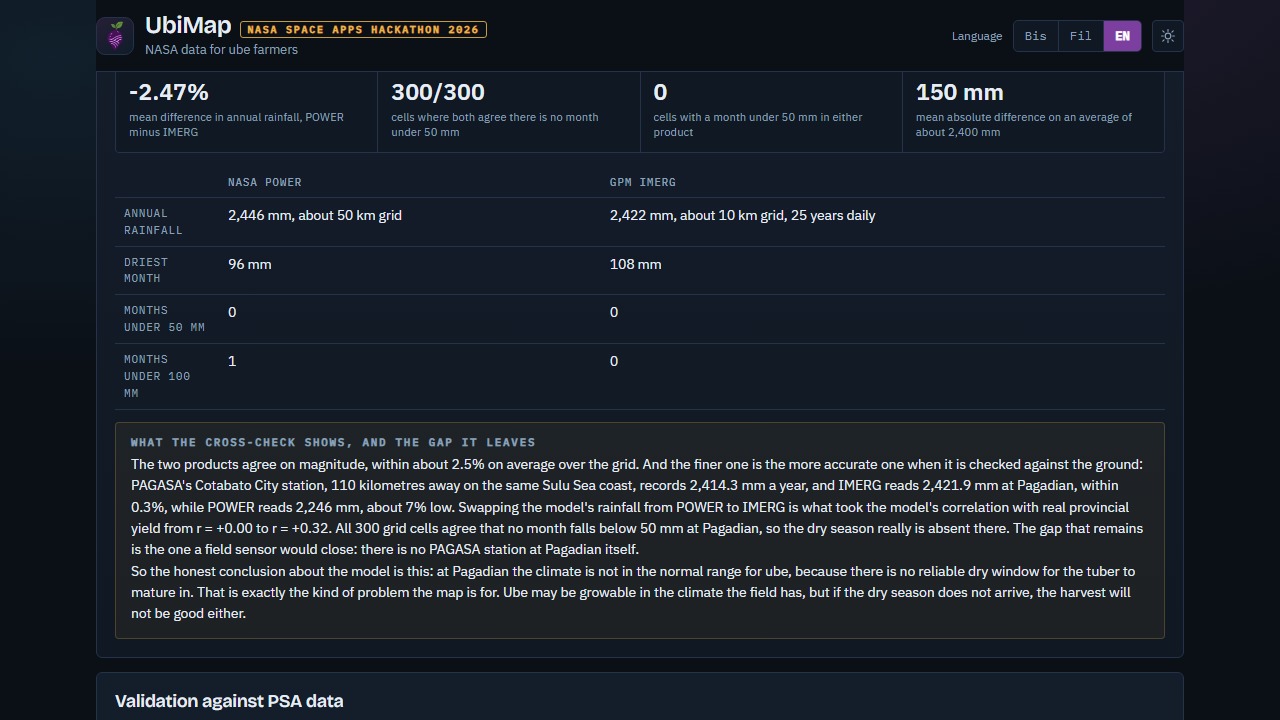 UbiMap NASA SPACE APPS HACKATHON 2026
NASA data for ube farmers
Language Bis Fil EN
-2.47%
mean difference in annual rainfall, POWER
minus IMERG
300/300
cells where both agree there is no month
under 50 mm
0
cells with a month under 50 mm in either
product
150 mm
mean absolute difference on an average of
about 2,400 mm
NASA POWER GPM IMERG
ANNUAL
RAINFALL
2,446 mm, about 50 km grid
2,422 mm, about 10 km grid, 25 years daily
DRIEST
MONTH
96 mm
108 mm
MONTHS
UNDER 50 MM
0
0
MONTHS
UNDER 100
MM
1
0
WHAT THE CROSS-CHECK SHOWS, AND THE GAP IT LEAVES
The two products agree on magnitude, within about 2.5% on average over the grid. And the finer one is the more accurate one when it is checked against the ground:
PAGASA's Cotabato City station, 110 kilometres away on the same Sulu Sea coast, records 2,414.3 mm a year, and IMERG reads 2,421.9 mm at Pagadian, within
0.3%, while POWER reads 2,246 mm, about 7% low. Swapping the model's rainfall from POWER to IMERG is what took the model's correlation with real provincial
yield from r = +0.00 to r = +0.32. All 300 grid cells agree that no month falls below 50 mm at Pagadian, so the dry season really is absent there. The gap that remains
is the one a field sensor would close: there is no PAGASA station at Pagadian itself.
So the honest conclusion about the model is this: at Pagadian the climate is not in the normal range for ube, because there is no reliable dry window for the tuber to
mature in. That is exactly the kind of problem the map is for. Ube may be growable in the climate the field has, but if the dry season does not arrive, the harvest will
not be good either.
Validation against PSA data